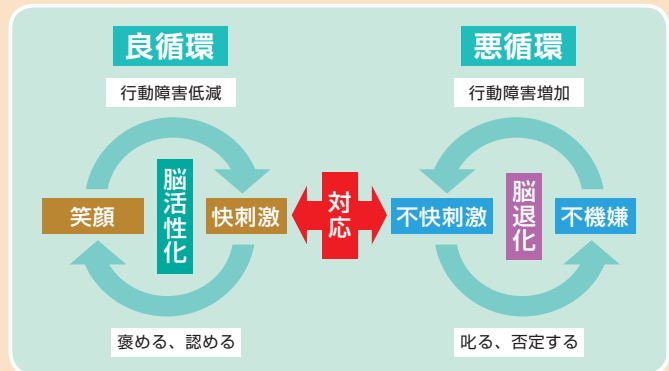 良循環
行動障害低減
笑顔
脳活性化
快刺激
褒める、認める
対応
悪循環
行動障害増加
不快刺激
脳退化
不機嫌
叱る、否定する